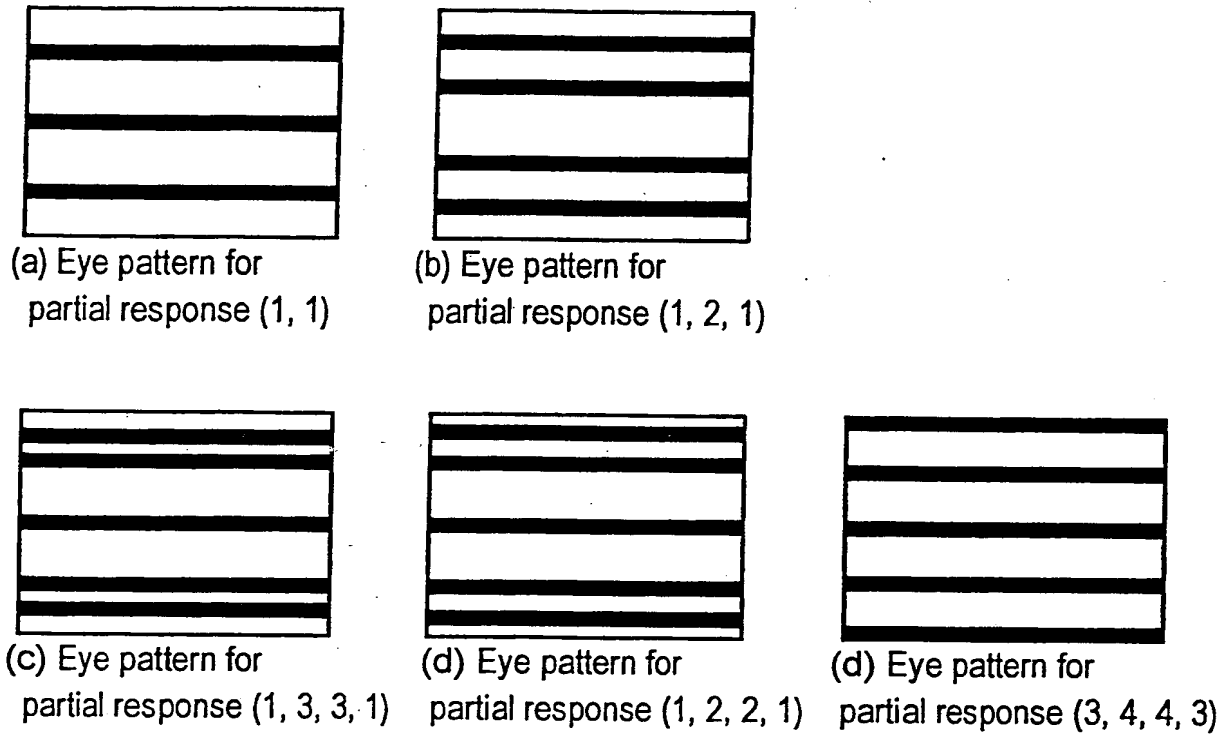 (a) Eye pattern for
partial response (1, 1)
(b) Eye pattern for
partial response (1, 2, 1)
(c) Eye pattern for
partial response (1, 3, 3, 1)
(d) Eye pattern for
partial response (1, 2, 2, 1)
(d) Eye pattern for
partial response (3, 4, 4, 3)